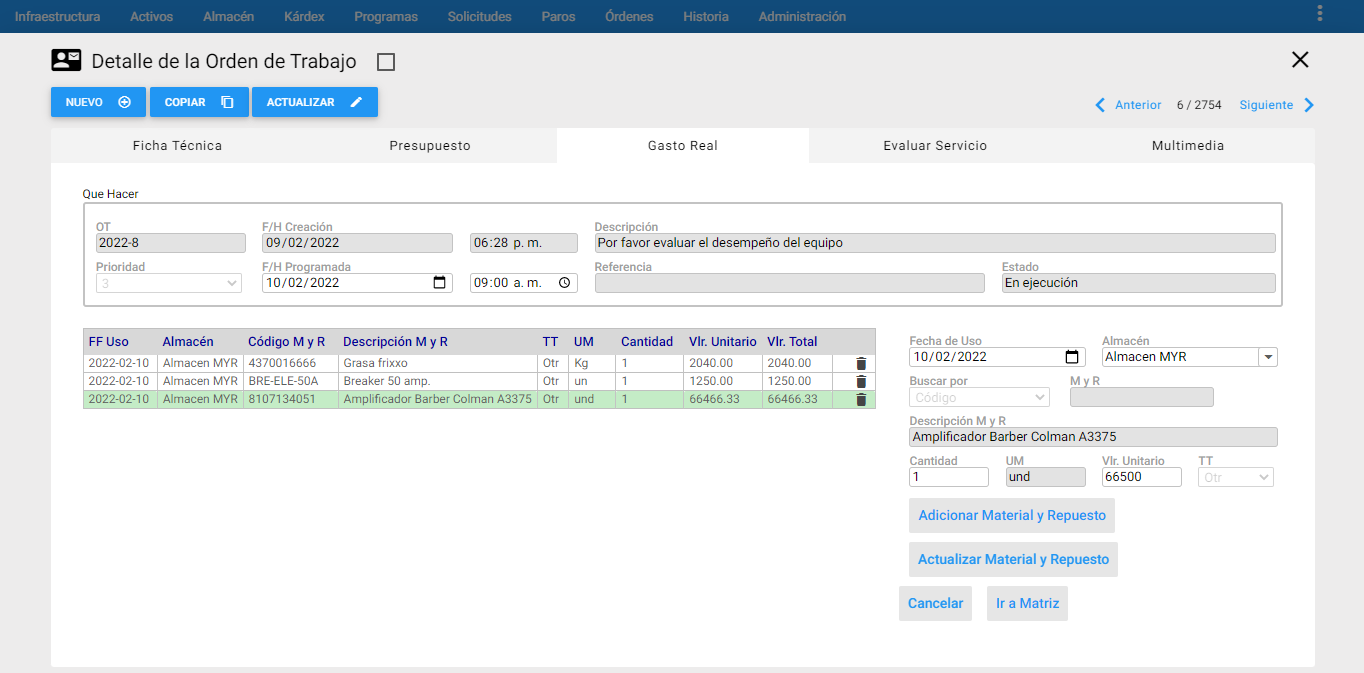 Infraestructura Activos Almacén Kárdex Programas Solicitudes Paros Órdenes Historia Administración
Detalle de la Orden de Trabajo
NUEVO COPIAR ACTUALIZAR
Anterior 6 / 2754 Siguiente
Ficha Técnica Presupuesto Gasto Real Evaluar Servicio Multimedia
Que Hacer
OT F/H Creación Descripción
2022-8 09/02/2022 06:28 p. m. Por favor evaluar el desempeño del equipo
Prioridad F/H Programada Referencia Estado
3 10/02/2022 09:00 a. m. En ejecución
FF Uso Almacén Código M y R Descripción M y R TT UM Cantidad Vlr. Unitario Vlr. Total
2022-02-10 Almacen MYR 4370016666 Grasa frixxo Otr Kg 1 2040.00 2040.00
2022-02-10 Almacen MYR BRE-ELE-50A Breaker 50 amp. Otr un 1 1250.00 1250.00
2022-02-10 Almacen MYR 8107134051 Amplificador Barber Colman A3375 Otr und 1 66466.33 66466.33
Fecha de Uso Almacén
10/02/2022 Almacen MYR
Buscar por M y R
Código
Descripción M y R
Amplificador Barber Colman A3375
Cantidad UM Vlr. Unitario TT
1 und 66500 Otr
Adicionar Material y Repuesto
Actualizar Material y Repuesto
Cancelar Ir a Matriz